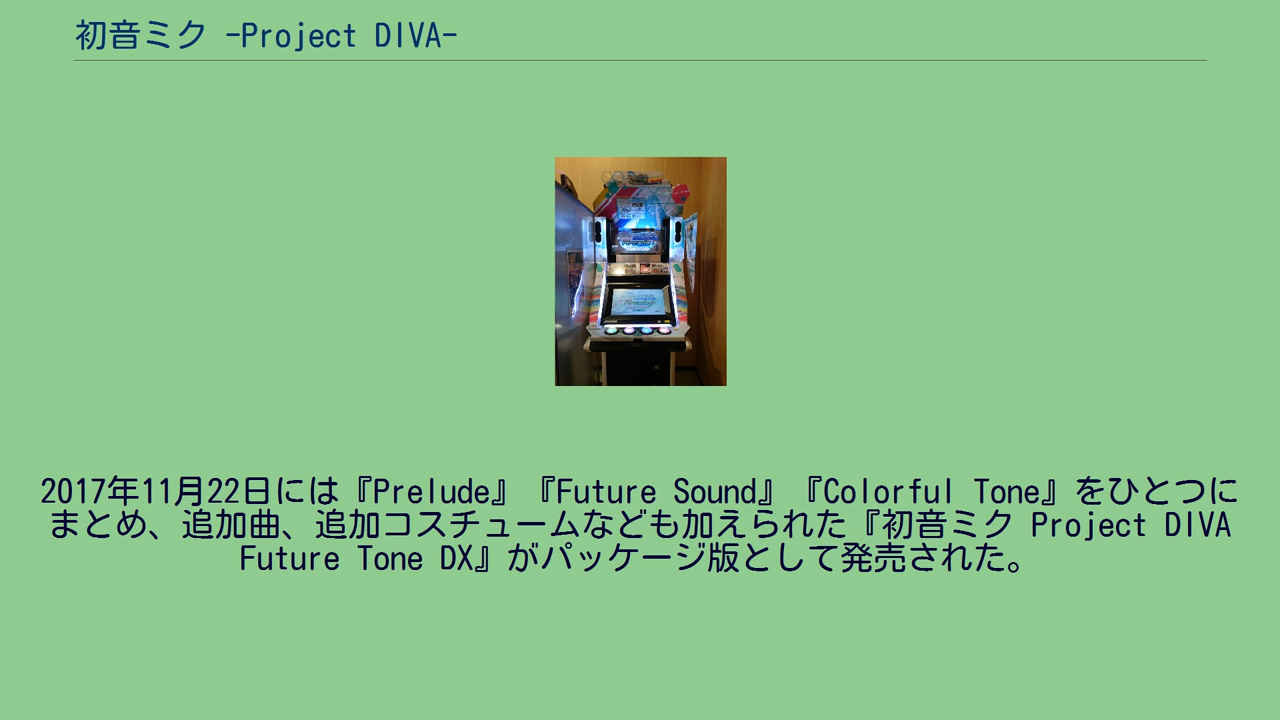 初音ミク -Project DIVA-
2017年11月22日には『Prelude』『Future Sound』『Colorful Tone』をひとつに
まとめ、追加曲、追加コスチュームなども加えられた『初音ミク Project DIVA
Future Tone DX』がパッケージ版として発売された。